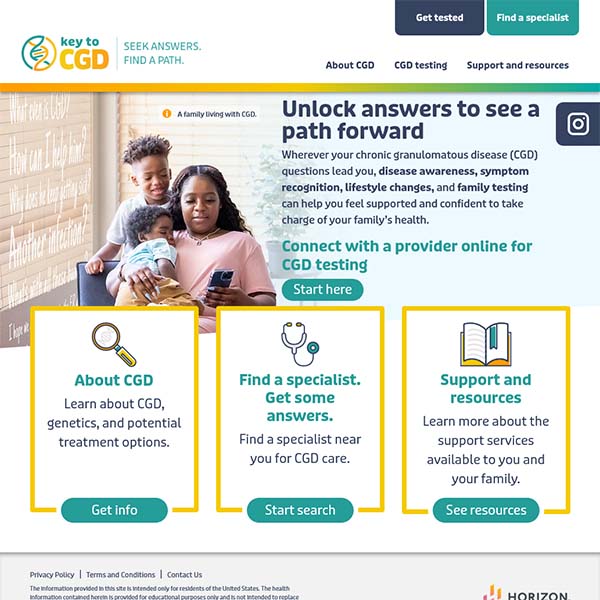 Get tested
Find a specialist
key to
CGD
SEEK ANSWERS.
FIND A PATH.
About CGD
CGD testing
Support and resources
What even is CGD?
How can I help him?
Why does he keep getting sick?
Another infection?
A family living with CGD.
Unlock answers to see a
path forward
Wherever your chronic granulomatous disease (CGD)
questions lead you, disease awareness, symptom
recognition, lifestyle changes, and family testing
can help you feel supported and confident to take
charge of your family's health.
Connect with a provider online for
CGD testing
Start here
About CGD
Learn about CGD,
genetics, and potential
treatment options.
Get info
Find a specialist.
Get some
answers.
Find a specialist near
you for CGD care.
Start search
Support and
resources
Learn more about the
support services
available to you and
your family.
See resources
Privacy Policy | Terms and Conditions | Contact Us
The information provided in this site is intended only for residents of the United States. The health
information contained herein is provided for educational purposes only and is not intended to replace
HORIZON.